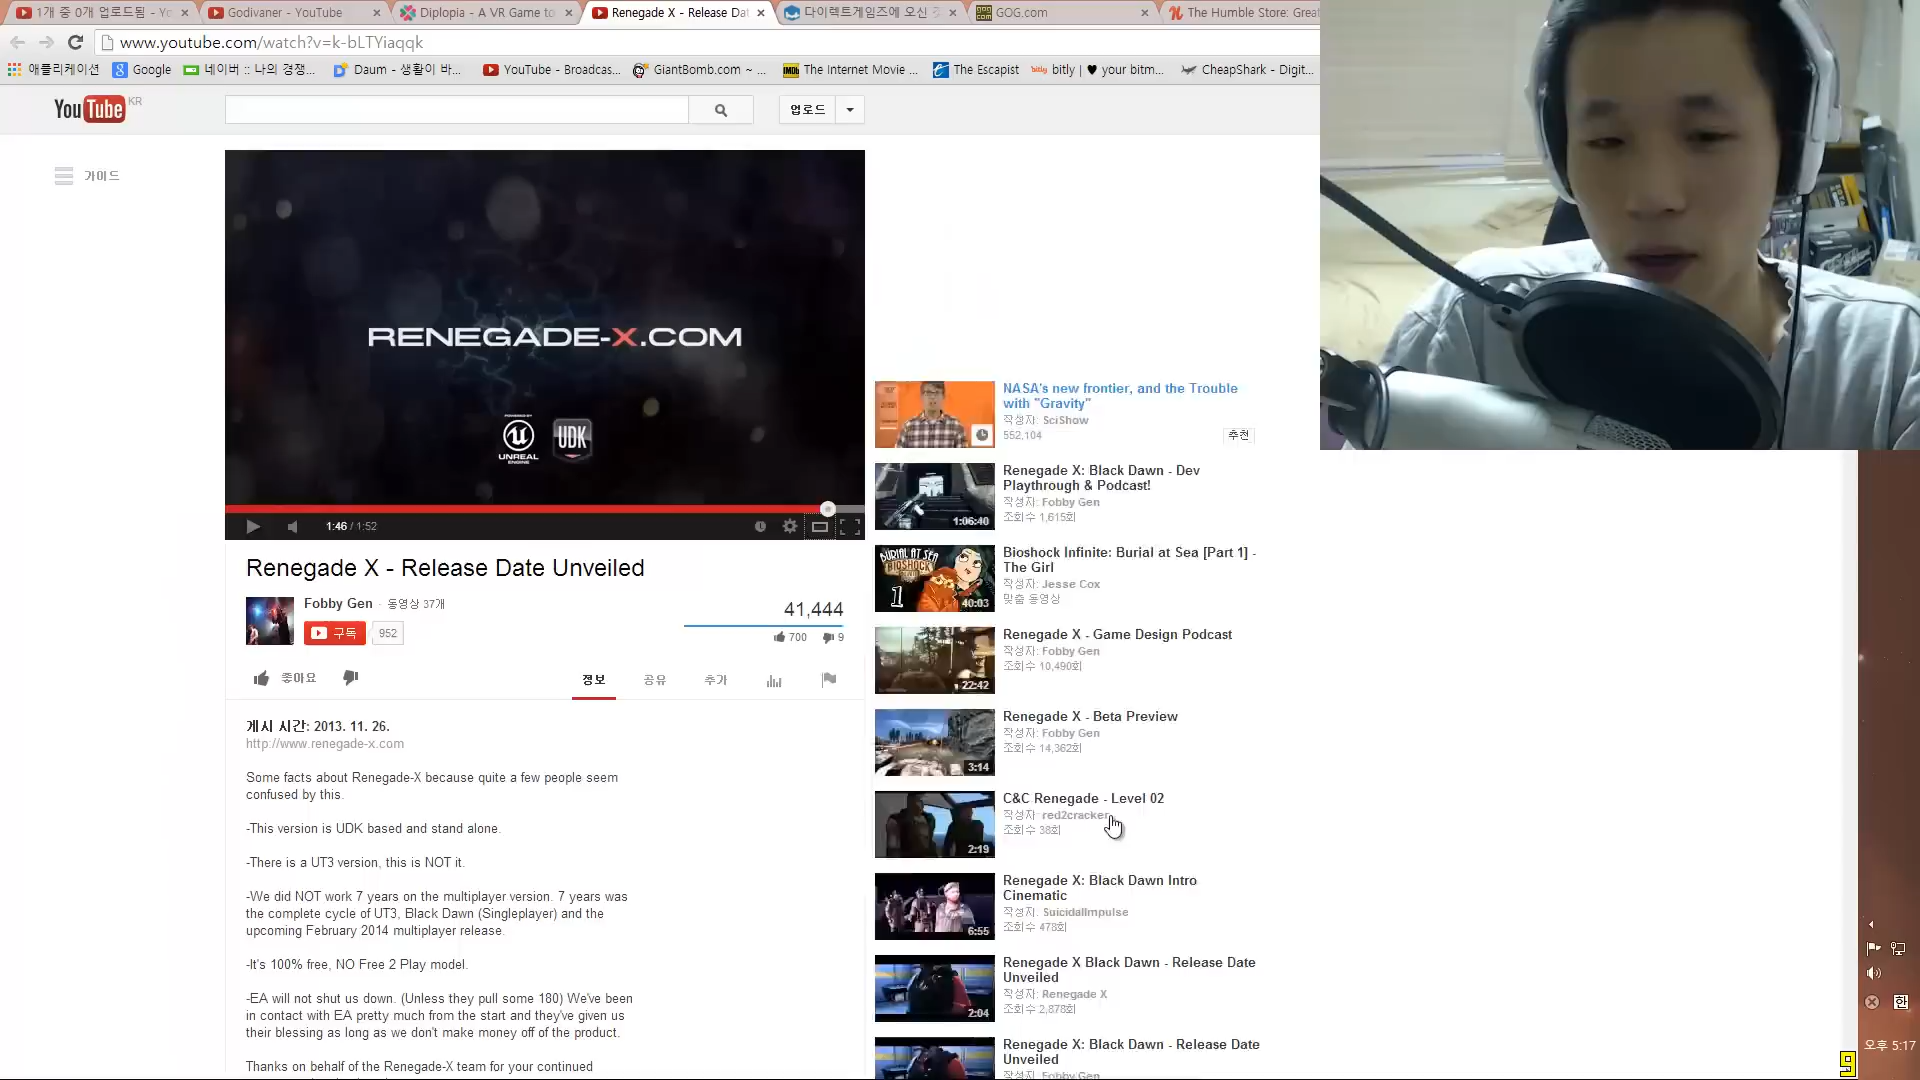 1개 중 0개 업로드됨 - Yo
Godivaner - YouTube
Diplopia - A VR Game to
Renegade X - Release Dat
다이렉트게임즈에 오신 것
GOG.com
The Humble Store: Great
www.youtube.com/watch?v=k-bLTYiaqqk
애플리케이션
Google
네이버 :: 나의 경쟁...
Daum - 생활이 바...
YouTube - Broadcas...
GiantBomb.com ~ ...
The Internet Movie ...
The Escapist
bitly | ♥ your bitm...
CheapShark - Digit...
YouTube KR
업로드
가이드
RENEGADE-X.COM
POWERED BY
UNREAL
ENGINE
UDK
1:46 / 1:52
Renegade X - Release Date Unveiled
Fobby Gen · 동영상 37개
구독 952
41,444
700 9
좋아요
정보 공유 추가
게시 시간: 2013. 11. 26.
http://www.renegade-x.com
Some facts about Renegade-X because quite a few people seem
confused by this.
-This version is UDK based and stand alone.
-There is a UT3 version, this is NOT it.
-We did NOT work 7 years on the multiplayer version. 7 years was
the complete cycle of UT3, Black Dawn (Singleplayer) and the
upcoming February 2014 multiplayer release.
-It's 100% free, NO Free 2 Play model.
-EA will not shut us down. (Unless they pull some 180) We've been
in contact with EA pretty much from the start and they've given us
their blessing as long as we don't make money off of the product.
Thanks on behalf of the Renegade-X team for your continued
NASA's new frontier, and the Trouble
with "Gravity"
작성자: SciShow
552,104
추천
Renegade X: Black Dawn - Dev
Playthrough & Podcast!
작성자: Fobby Gen
조회수 1,615회
1:06:40
Bioshock Infinite: Burial at Sea [Part 1] -
The Girl
작성자: Jesse Cox
맞춤 동영상
BURIAL AT SEA
BIOSHOCK
1
40:03
Renegade X - Game Design Podcast
작성자: Fobby Gen
조회수 10,490회
22:42
Renegade X - Beta Preview
작성자: Fobby Gen
조회수 14,362회
3:14
C&C Renegade - Level 02
작성자: red2cracker
조회수 38회
2:19
Renegade X: Black Dawn Intro
Cinematic
작성자: SuicidalImpulse
조회수 478회
6:55
Renegade X Black Dawn - Release Date
Unveiled
작성자: Renegade X
조회수 2,878회
2:04
Renegade X: Black Dawn - Release Date
Unveiled
작성자: Fobby Gen
한
오후 5:17
9